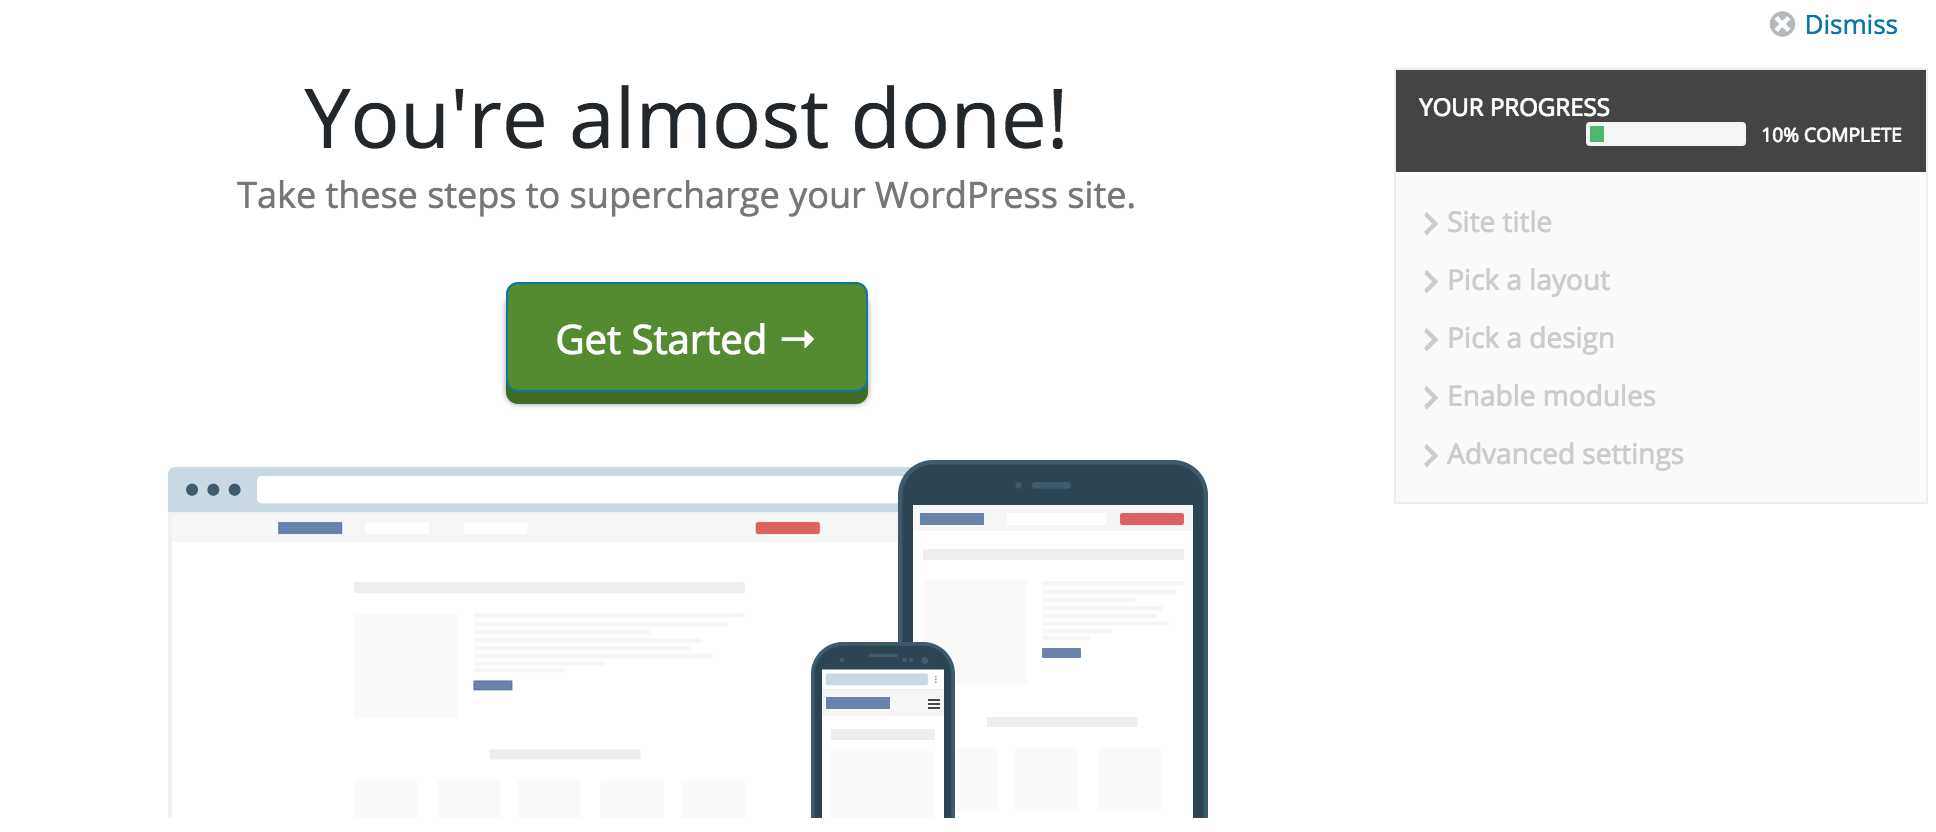 Dismiss
You're almost done!
Take these steps to supercharge your WordPress site.
Get Started →
YOUR PROGRESS
10% COMPLETE
Site title
Pick a layout
Pick a design
Enable modules
Advanced settings